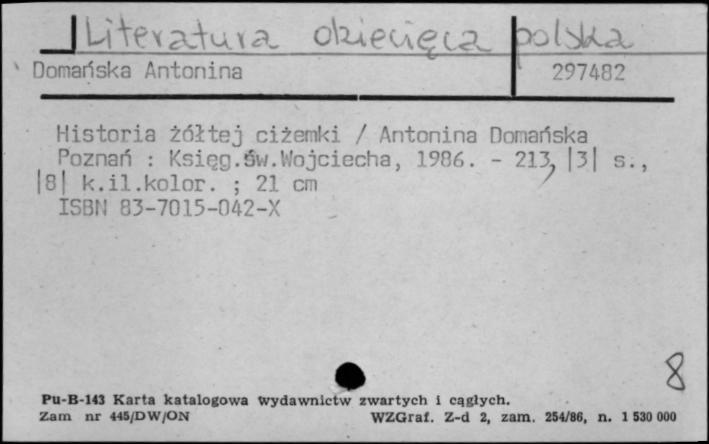 Literatura dziecięca polska
Domańska Antonina 297482
Historia żółtej ciżemki / Antonina Domańska
Poznań : Księg.św.Wojciecha, 1986. - 213, |3| s.,
|8| k.il.kolor. ; 21 cm
ISBN 83-7015-042-X
8
Pu-B-143 Karta katalogowa wydawnictw zwartych i cągłych.
Zam nr 445/DW/ON WZGraf. Z-d 2, zam. 254/86, n. 1 530 000